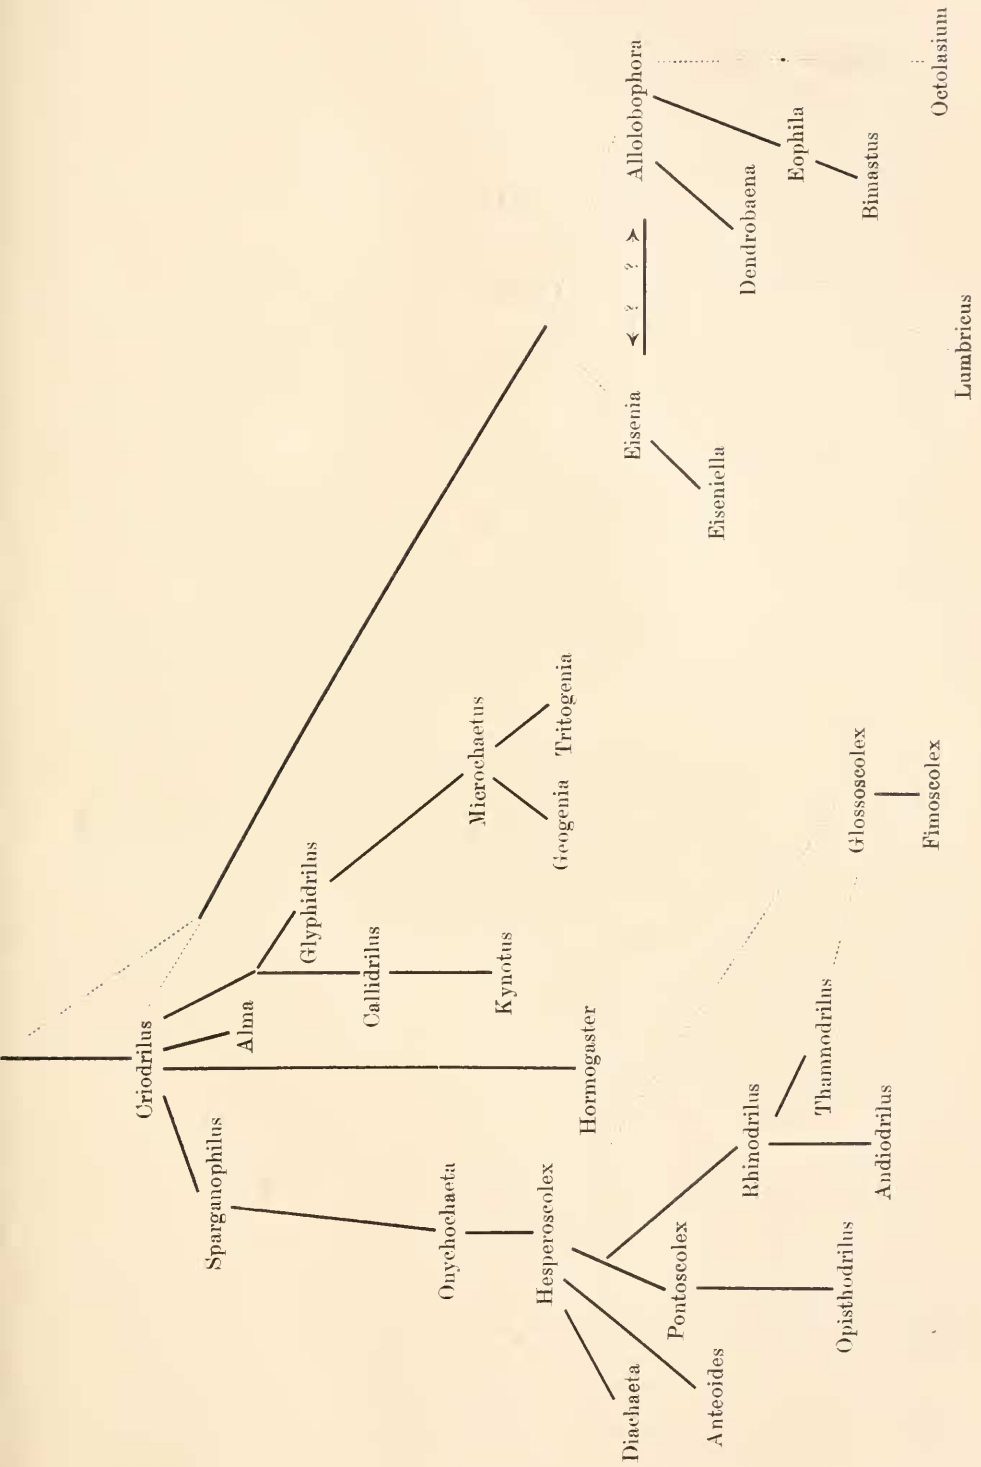 Criodrilus
Sparganophilus
Alma
Glyphidrilus
Callidrilus
Onychochaeta
Microchaetus
Kynotus
Hesperoscolex
Geogenia
Tritogenia
Hormogaster
Diachaeta
Eisenia
? ?
Allolobophora
Pontoscolex
Anteoides
Eiseniella
Rhinodrilus
Dendrobaena
Eophila
Thamnodrilus
Opisthodrilus
Glossoscolex
Bimastus
Andiodrilus
Fimoscolex
Octolasium
Lumbricus